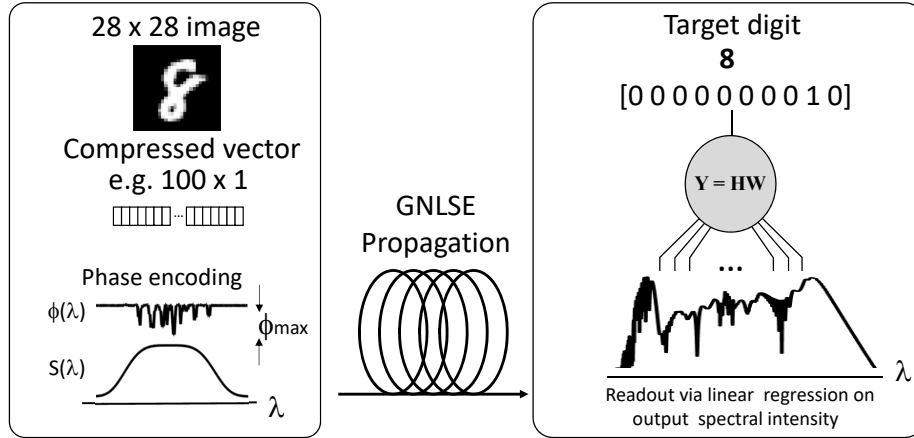 28 x 28 image
Compressed vector
e.g. 100 x 1
...
Phase encoding
ϕ(λ)
ϕmax
S(λ)
λ
GNLSE
Propagation
Target digit
8
[0 0 0 0 0 0 0 0 1 0]
Y = HW
...
λ
Readout via linear regression on
output spectral intensity